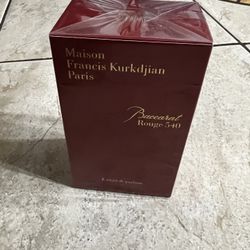 Maison
Francis Kurkdjian
Paris
Baccarat
Rouge 540
Extrait de parfum